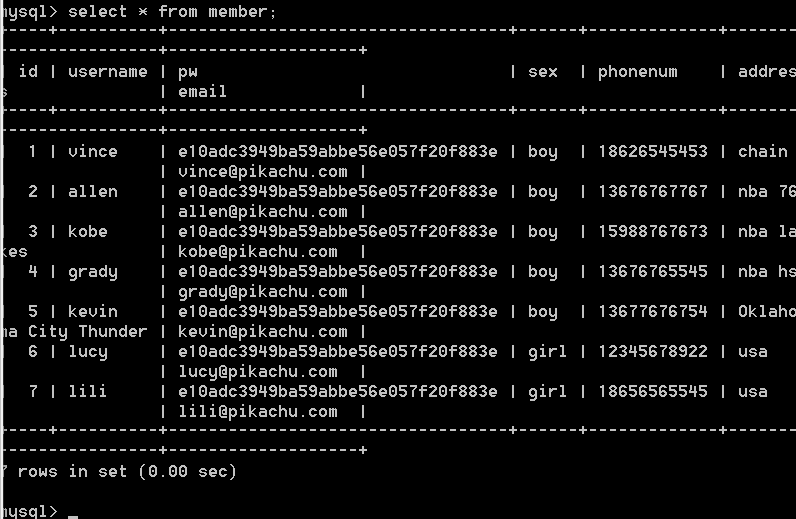 mysql> select * from member;
+----+----------+----------------------------------+------+-------------+--------
---------------+-------------------+
| id | username | pw                               | sex  | phonenum    | addres
s              | email             |
+----+----------+----------------------------------+------+-------------+--------
---------------+-------------------+
|  1 | vince    | e10adc3949ba59abbe56e057f20f883e | boy  | 18626545453 | chain
               | vince@pikachu.com |
|  2 | allen    | e10adc3949ba59abbe56e057f20f883e | boy  | 13676767767 | nba 76
               | allen@pikachu.com |
|  3 | kobe     | e10adc3949ba59abbe56e057f20f883e | boy  | 15988767673 | nba la
kes            | kobe@pikachu.com  |
|  4 | grady    | e10adc3949ba59abbe56e057f20f883e | boy  | 13676765545 | nba hs
               | grady@pikachu.com |
|  5 | kevin    | e10adc3949ba59abbe56e057f20f883e | boy  | 13677676754 | Oklaho
ma City Thunder | kevin@pikachu.com |
|  6 | lucy     | e10adc3949ba59abbe56e057f20f883e | girl | 12345678922 | usa
               | lucy@pikachu.com  |
|  7 | lili     | e10adc3949ba59abbe56e057f20f883e | girl | 18656565545 | usa
               | lili@pikachu.com  |
+----+----------+----------------------------------+------+-------------+--------
---------------+-------------------+
7 rows in set (0.00 sec)
mysql> _